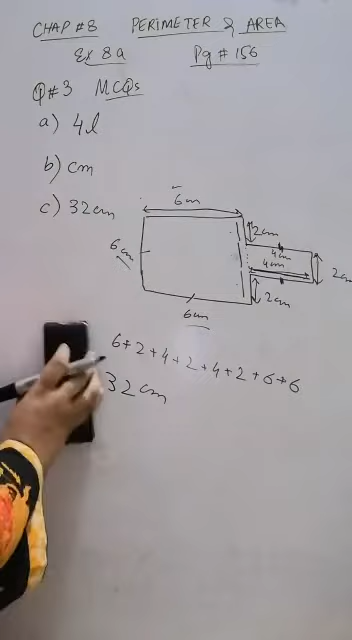 CHAP #8 PERIMETER & AREA
Ex 8a Pg # 156
Q#3 MCQs
a) 4l
b) cm
c) 32cm
6cm
2cm
4cm
4cm
2cm
6cm
2cm
6cm
6+2+4+2+4+2+6+6
32 cm